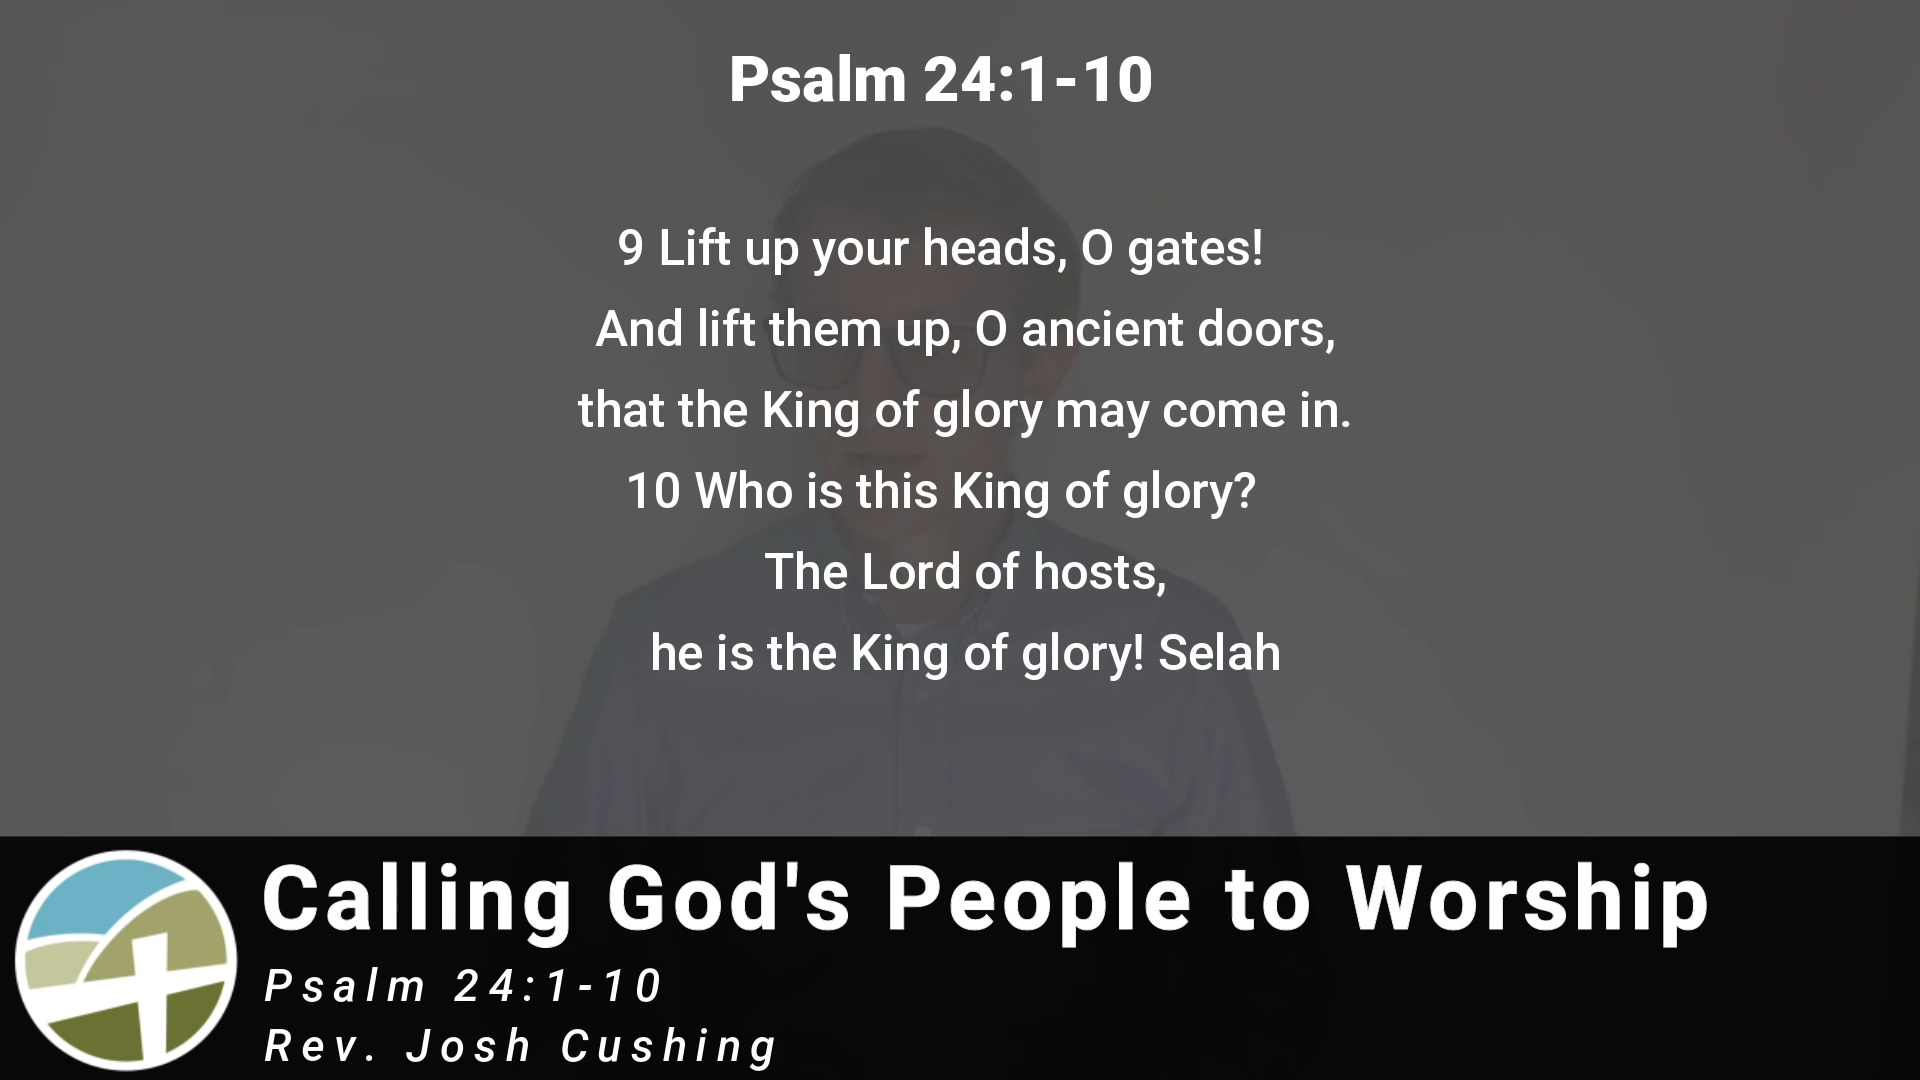 Psalm 24:1-10
9 Lift up your heads, O gates!
And lift them up, O ancient doors,
that the King of glory may come in.
10 Who is this King of glory?
The Lord of hosts,
he is the King of glory! Selah
Calling God's People to Worship
Psalm 24:1-10
Rev. Josh Cushing